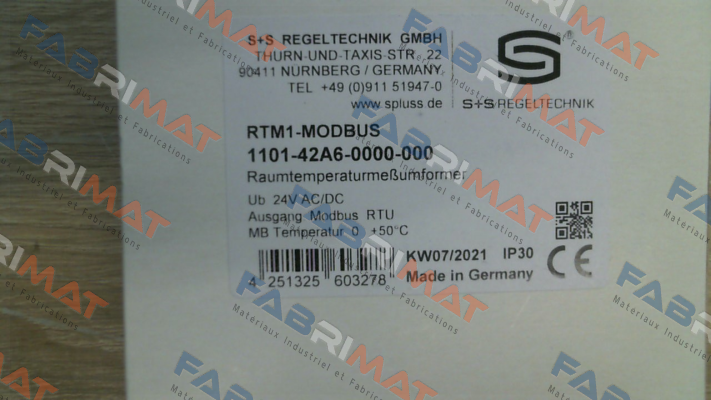 S+S REGELTECHNIK GMBH
THURN-UND-TAXIS-STR. 22
90411 NÜRNBERG / GERMANY
TEL +49 (0)911 51947-0
www.spluss.de
S+S REGELTECHNIK
RTM1-MODBUS
1101-42A6-0000-000
Raumtemperaturmeßumformer
Ub 24V AC/DC
Ausgang Modbus RTU
MB Temperatur 0 +50°C
KW07/2021 IP30
Made in Germany
CE
4 251325 603278
FABRIMAT
Matériaux Industriel et Fabrications